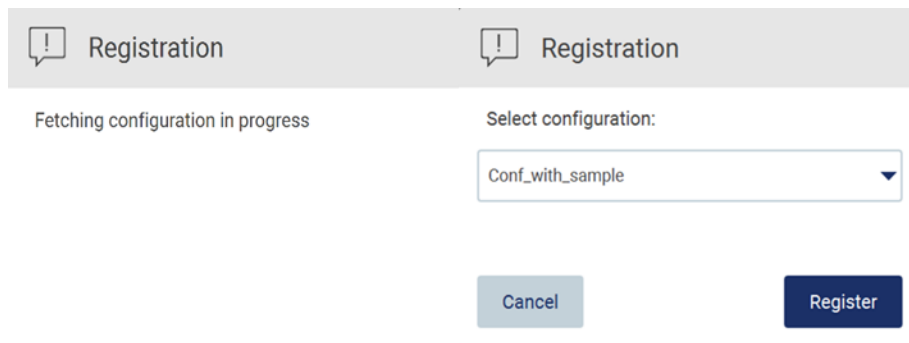 Registration
Fetching configuration in progress
Registration
Select configuration:
Conf_with_sample
Cancel
Register